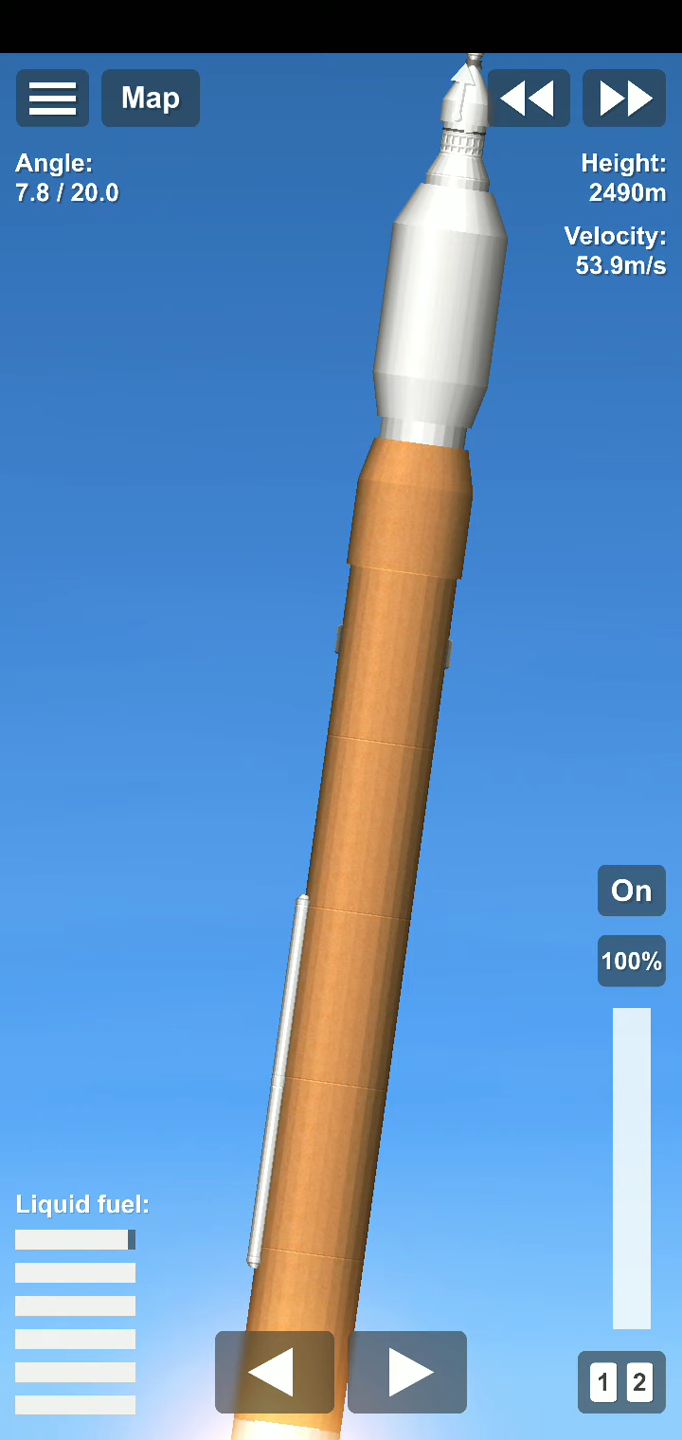 Map
Angle:
7.8 / 20.0
Height:
2490m
Velocity:
53.9m/s
On
100%
Liquid fuel:
1 2